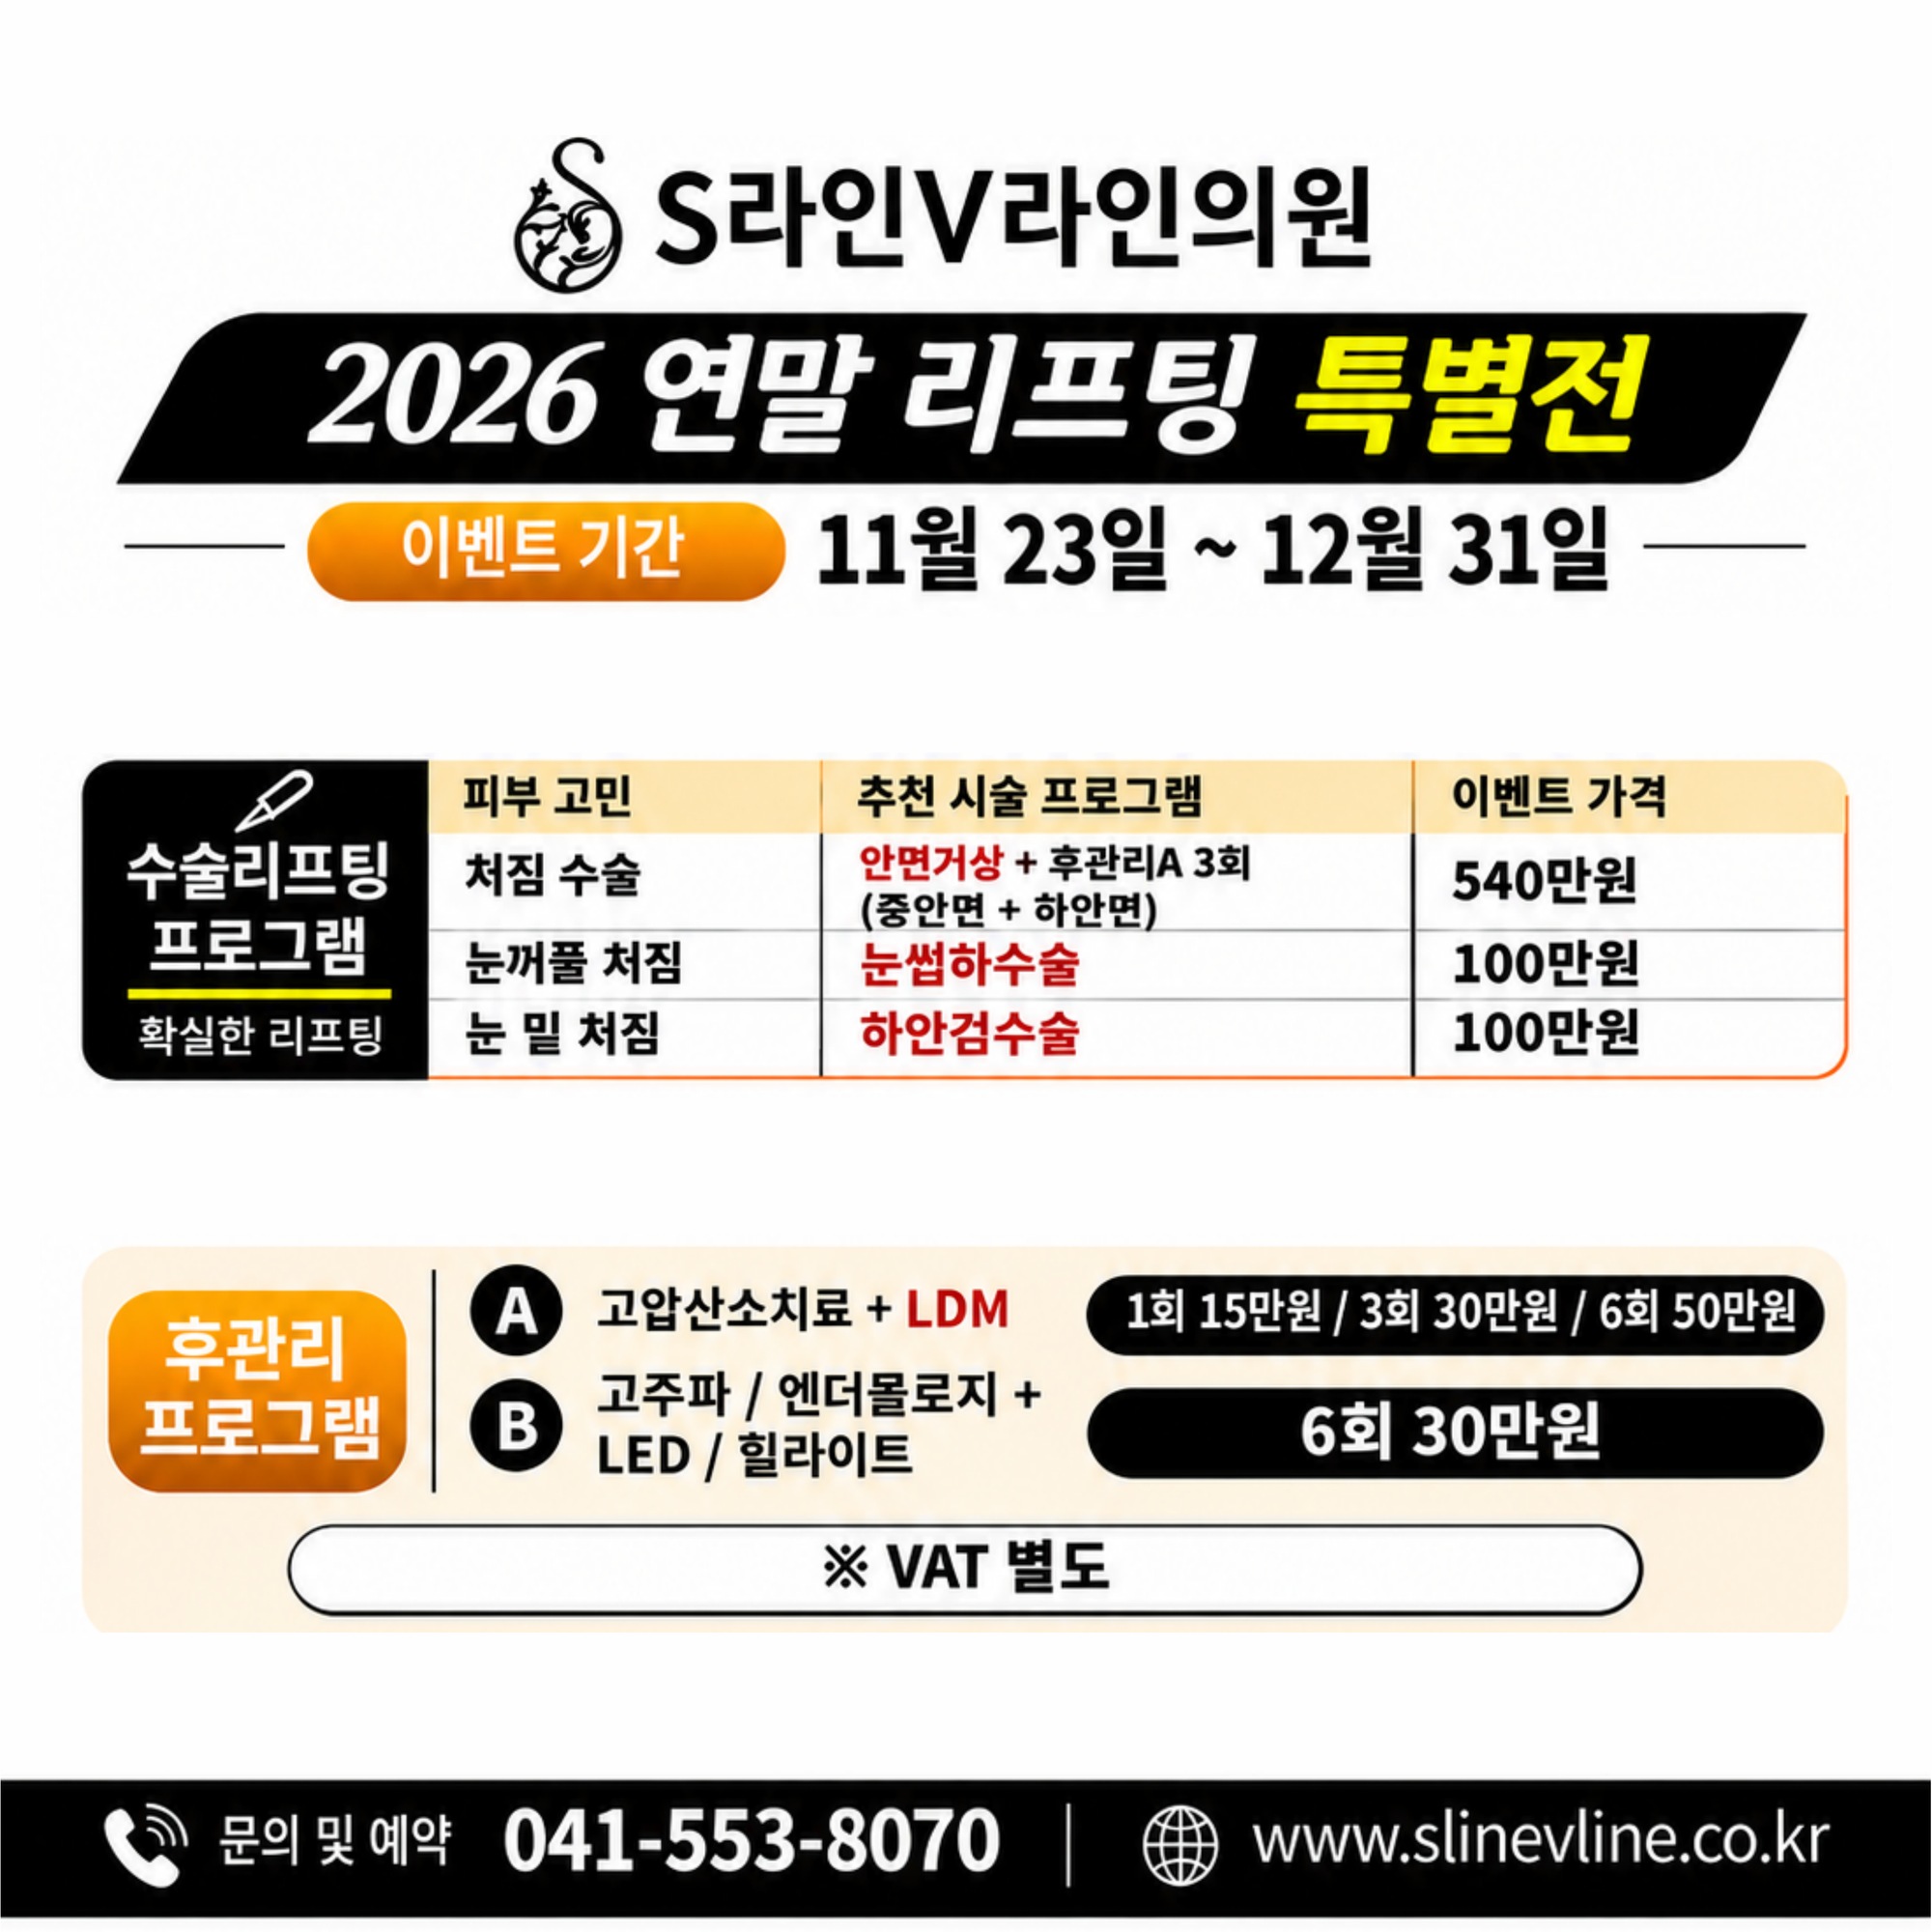 S라인V라인의원
2026 연말 리프팅 특별전
이벤트 기간 11월 23일 ~ 12월 31일
수술리프팅
프로그램
확실한 리프팅
피부 고민 추천 시술 프로그램 이벤트 가격
처짐 수술 안면거상 + 후관리A 3회 540만원
(중안면 + 하안면)
눈꺼풀 처짐 눈썹하수술 100만원
눈 밑 처짐 하안검수술 100만원
후관리
프로그램
A 고압산소치료 + LDM 1회 15만원 / 3회 30만원 / 6회 50만원
B 고주파 / 엔더몰로지 +
LED / 힐라이트
6회 30만원
※ VAT 별도
문의 및 예약 041-553-8070 www.slinevline.co.kr